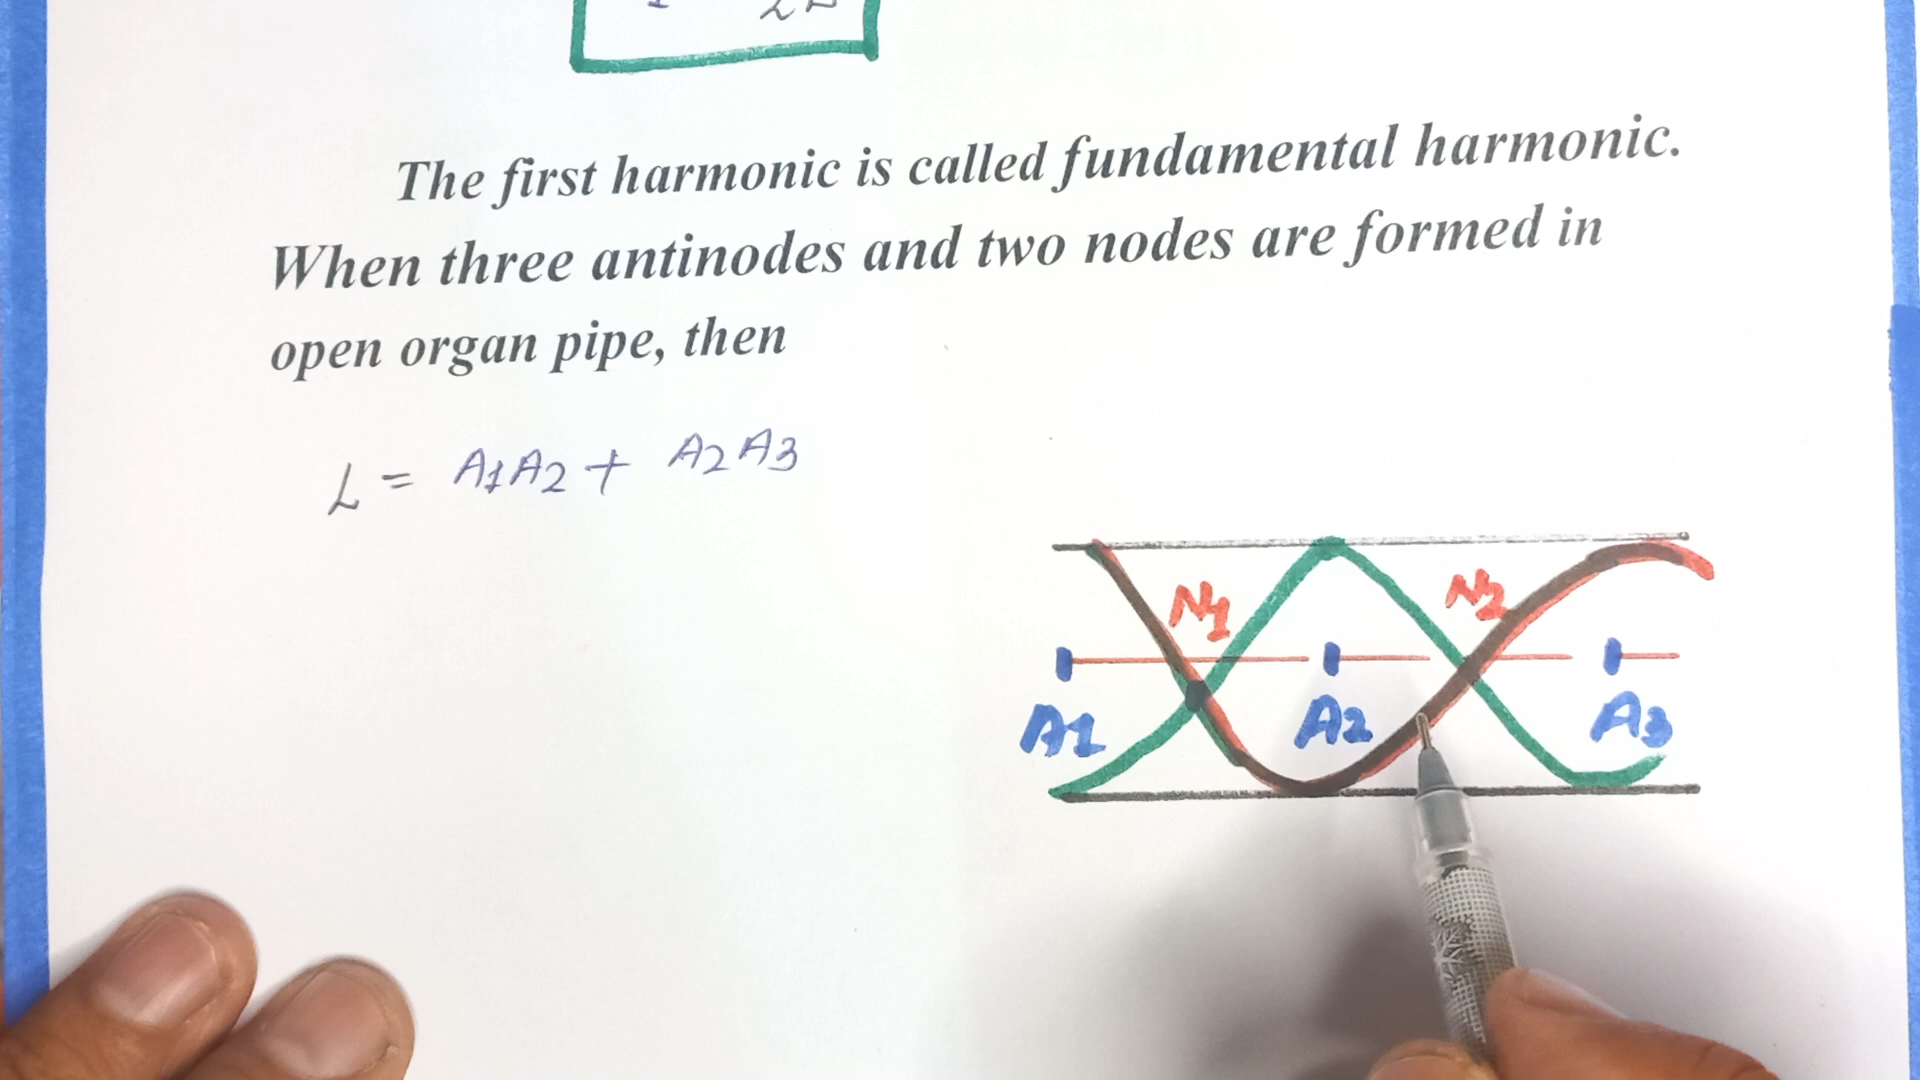 The first harmonic is called fundamental harmonic.
When three antinodes and two nodes are formed in
open organ pipe, then
L = A1A2 + A2A3
N1 N2
A1 A2 A3